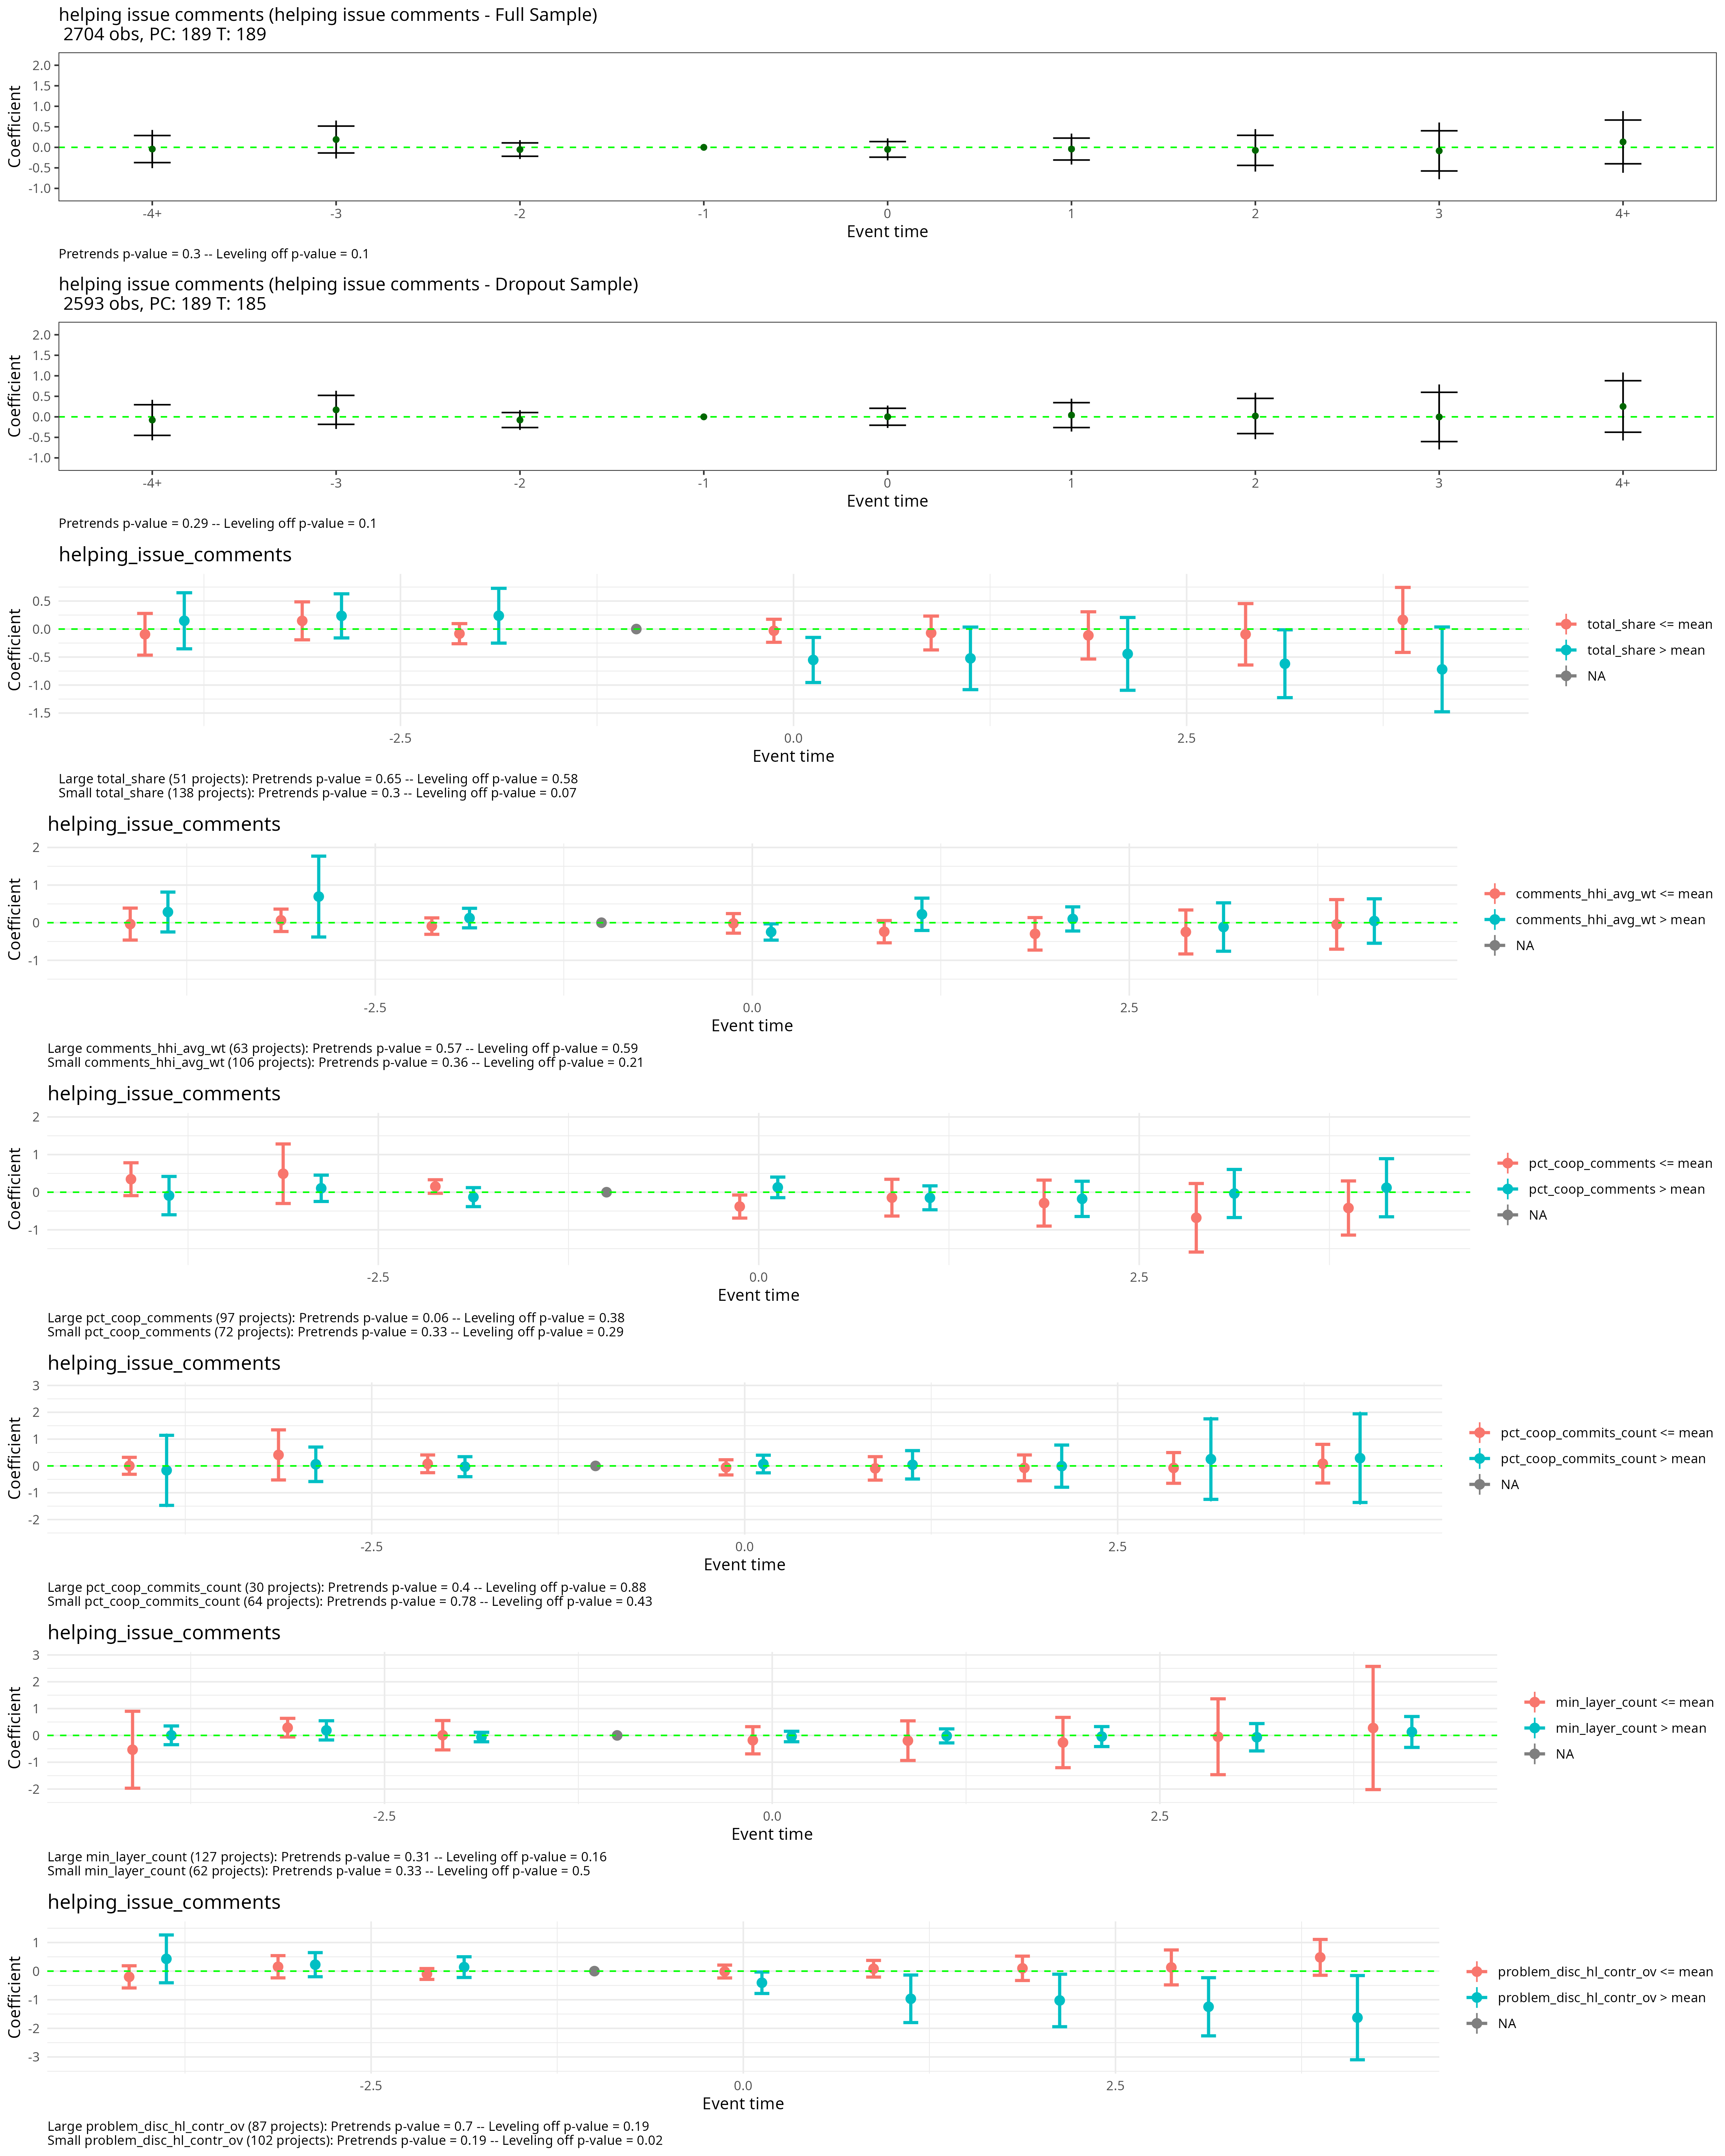 helping issue comments (helping issue comments - Full Sample)
2704 obs, PC: 189 T: 189
2.0
1.5
1.0
0.5
0.0
-0.5
-1.0
Coefficient
-4+ -3 -2 -1 0 1 2 3 4+
Event time
Pretrends p-value = 0.3 -- Leveling off p-value = 0.1
helping issue comments (helping issue comments - Dropout Sample)
2593 obs, PC: 189 T: 185
2.0
1.5
1.0
0.5
0.0
-0.5
-1.0
Coefficient
-4+ -3 -2 -1 0 1 2 3 4+
Event time
Pretrends p-value = 0.29 -- Leveling off p-value = 0.1
helping_issue_comments
0.5
0.0
-0.5
-1.0
-1.5
Coefficient
-2.5 0.0 2.5
Event time
total_share <= mean
total_share > mean
NA
Large total_share (51 projects): Pretrends p-value = 0.65 -- Leveling off p-value = 0.58
Small total_share (138 projects): Pretrends p-value = 0.3 -- Leveling off p-value = 0.07
helping_issue_comments
2
1
0
-1
Coefficient
-2.5 0.0 2.5
Event time
comments_hhi_avg_wt <= mean
comments_hhi_avg_wt > mean
NA
Large comments_hhi_avg_wt (63 projects): Pretrends p-value = 0.57 -- Leveling off p-value = 0.59
Small comments_hhi_avg_wt (106 projects): Pretrends p-value = 0.36 -- Leveling off p-value = 0.21
helping_issue_comments
2
1
0
-1
Coefficient
-2.5 0.0 2.5
Event time
pct_coop_comments <= mean
pct_coop_comments > mean
NA
Large pct_coop_comments (97 projects): Pretrends p-value = 0.06 -- Leveling off p-value = 0.38
Small pct_coop_comments (72 projects): Pretrends p-value = 0.33 -- Leveling off p-value = 0.29
helping_issue_comments
3
2
1
0
-1
-2
Coefficient
-2.5 0.0 2.5
Event time
pct_coop_commits_count <= mean
pct_coop_commits_count > mean
NA
Large pct_coop_commits_count (30 projects): Pretrends p-value = 0.4 -- Leveling off p-value = 0.88
Small pct_coop_commits_count (64 projects): Pretrends p-value = 0.78 -- Leveling off p-value = 0.43
helping_issue_comments
3
2
1
0
-1
-2
Coefficient
-2.5 0.0 2.5
Event time
min_layer_count <= mean
min_layer_count > mean
NA
Large min_layer_count (127 projects): Pretrends p-value = 0.31 -- Leveling off p-value = 0.16
Small min_layer_count (62 projects): Pretrends p-value = 0.33 -- Leveling off p-value = 0.5
helping_issue_comments
1
0
-1
-2
-3
Coefficient
-2.5 0.0 2.5
Event time
problem_disc_hl_contr_ov <= mean
problem_disc_hl_contr_ov > mean
NA
Large problem_disc_hl_contr_ov (87 projects): Pretrends p-value = 0.7 -- Leveling off p-value = 0.19
Small problem_disc_hl_contr_ov (102 projects): Pretrends p-value = 0.19 -- Leveling off p-value = 0.02